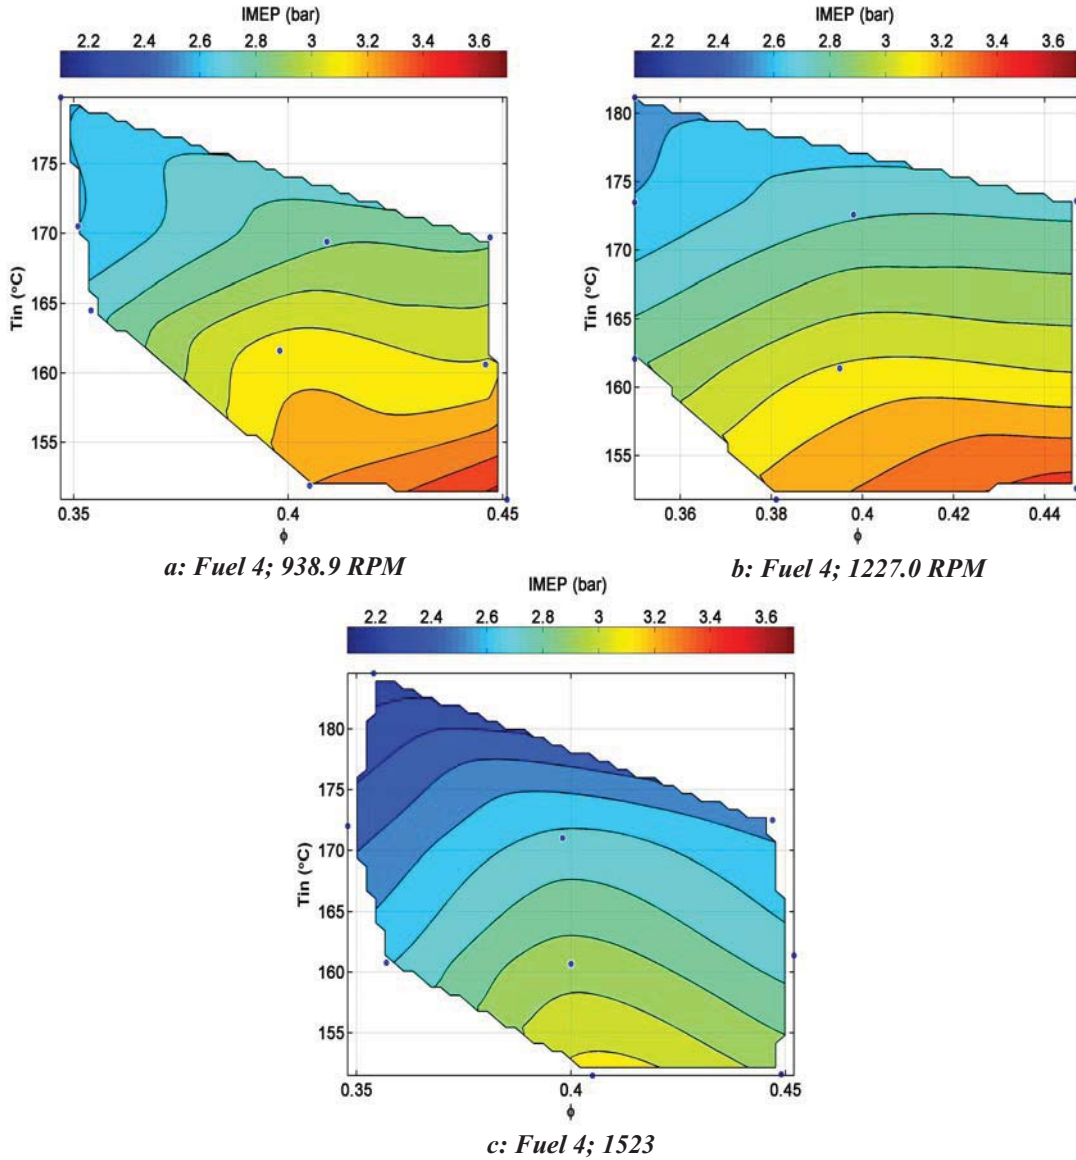 IMEP (bar)
2.2 2.4 2.6 2.8 3 3.2 3.4 3.6
175
170
165
160
155
Tin (°C)
0.35 0.4 0.45
ϕ
a: Fuel 4; 938.9 RPM
IMEP (bar)
2.2 2.4 2.6 2.8 3 3.2 3.4 3.6
180
175
170
165
160
155
Tin (°C)
0.36 0.38 0.4 0.42 0.44
ϕ
b: Fuel 4; 1227.0 RPM
IMEP (bar)
2.2 2.4 2.6 2.8 3 3.2 3.4 3.6
180
175
170
165
160
155
Tin (°C)
0.35 0.4 0.45
ϕ
c: Fuel 4; 1523